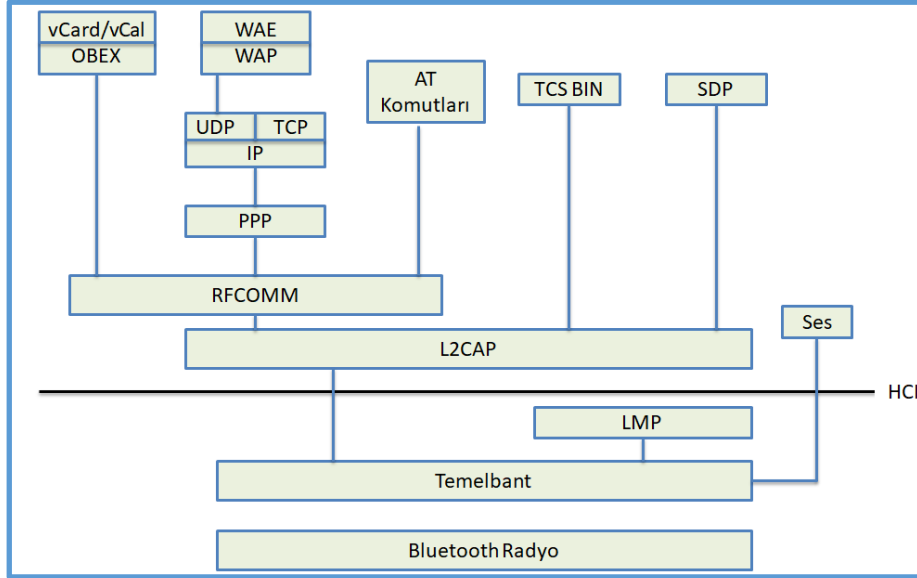 vCard/vCal
OBEX
WAE
WAP
AT
Komutları
TCS BIN
SDP
UDP
TCP
IP
PPP
RFCOMM
L2CAP
Ses
HCI
LMP
Temelbant
Bluetooth Radyo